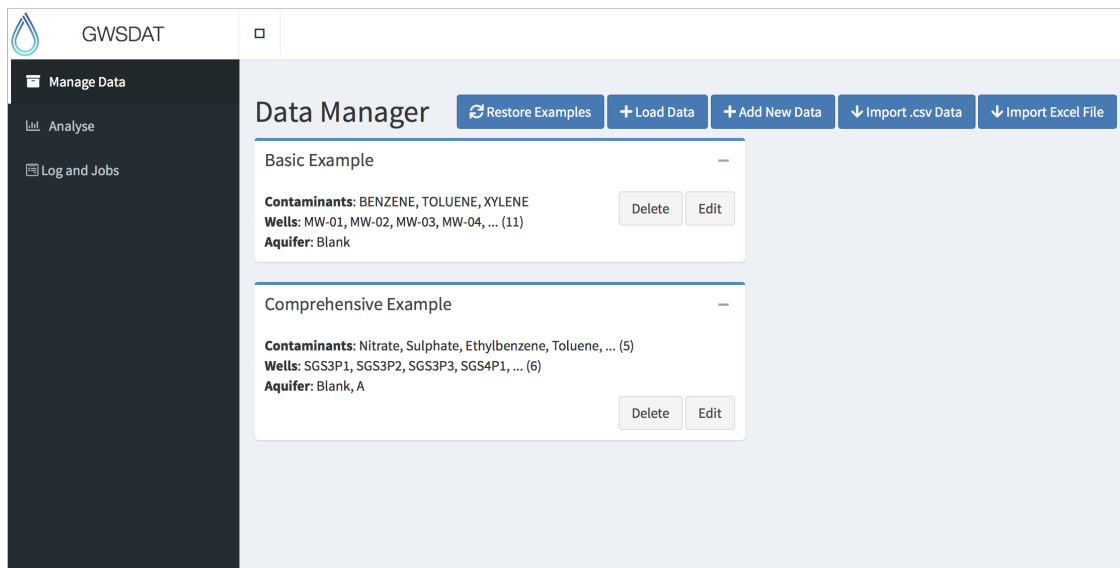 GWSDAT
Manage Data
Analyse
Log and Jobs
Data Manager
Restore Examples
Load Data
Add New Data
Import .csv Data
Import Excel File
Basic Example
Contaminants: BENZENE, TOLUENE, XYLENE
Wells: MW-01, MW-02, MW-03, MW-04, ... (11)
Aquifer: Blank
Delete
Edit
Comprehensive Example
Contaminants: Nitrate, Sulphate, Ethylbenzene, Toluene, ... (5)
Wells: SGS3P1, SGS3P2, SGS3P3, SGS4P1, ... (6)
Aquifer: Blank, A
Delete
Edit